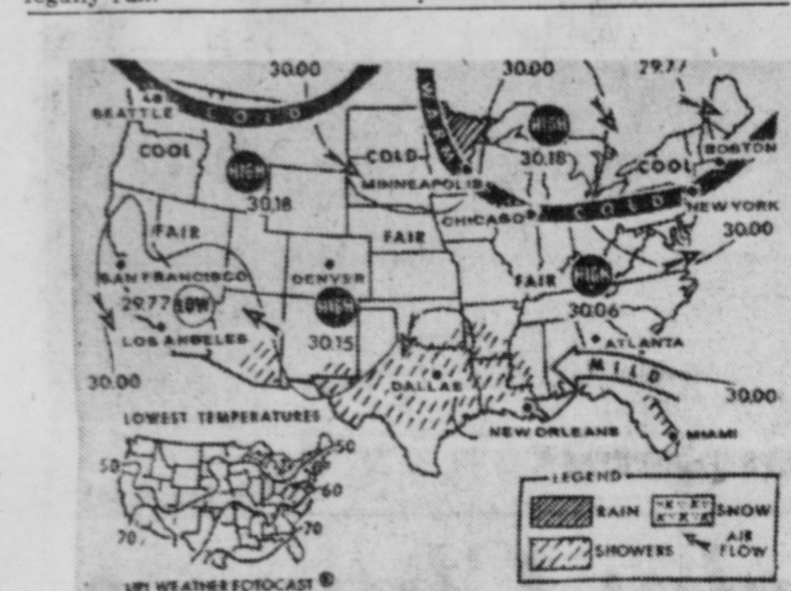 30.00
30.00
29.77
SEATTLE
COLD
WARM
HIGH
30.18
BOSTON
COOL
HIGH
30.18
COLD
MINNEAPOLIS
COOL
CHICAGO
COLD
NEW YORK
30.00
FAIR
FAIR
SAN FRANCISCO
DENVER
FAIR
HIGH
30.06
29.77 LOW
HIGH
30.15
LOS ANGELES
ATLANTA
MILD
30.00
DALLAS
30.00
LOWEST TEMPERATURES
NEW ORLEANS
MIAMI
50
50
60
70
70
LEGEND
RAIN
SNOW
SHOWERS
AIR FLOW
UPI WEATHER FOTOCAST ®